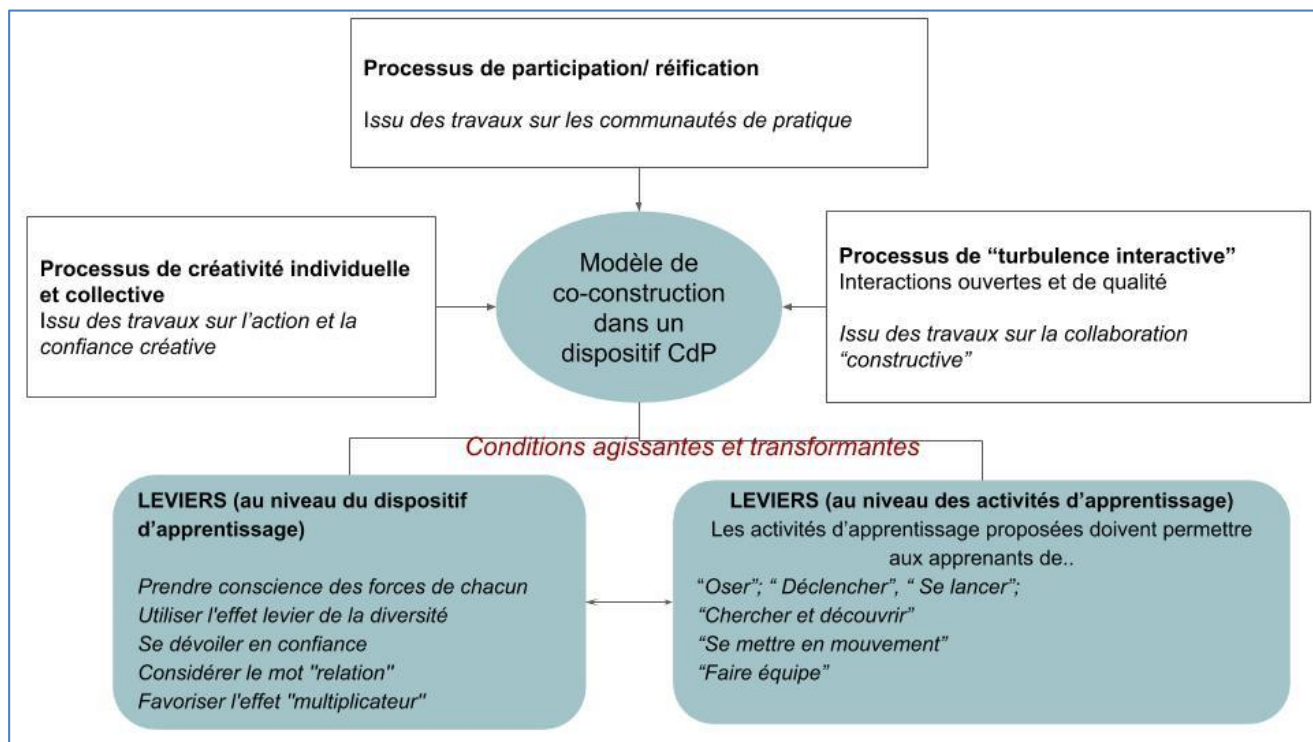 Processus de participation/ réification
Issu des travaux sur les communautés de pratique
Processus de créativité individuelle
et collective
Issu des travaux sur l'action et la
confiance créative
Modèle de
co-construction
dans un
dispositif CdP
Processus de “turbulence interactive”
Interactions ouvertes et de qualité
Issu des travaux sur la collaboration
“constructive”
Conditions agissantes et transformantes
LEVIERS (au niveau du dispositif
d’apprentissage)
Prendre conscience des forces de chacun
Utiliser l'effet levier de la diversité
Se dévoiler en confiance
Considérer le mot "relation"
Favoriser l'effet "multiplicateur"
LEVIERS (au niveau des activités d’apprentissage)
Les activités d’apprentissage proposées doivent permettre
aux apprenants de..
“Oser”; “ Déclencher”, “ Se lancer”;
“Chercher et découvrir”
“Se mettre en mouvement”
“Faire équipe”